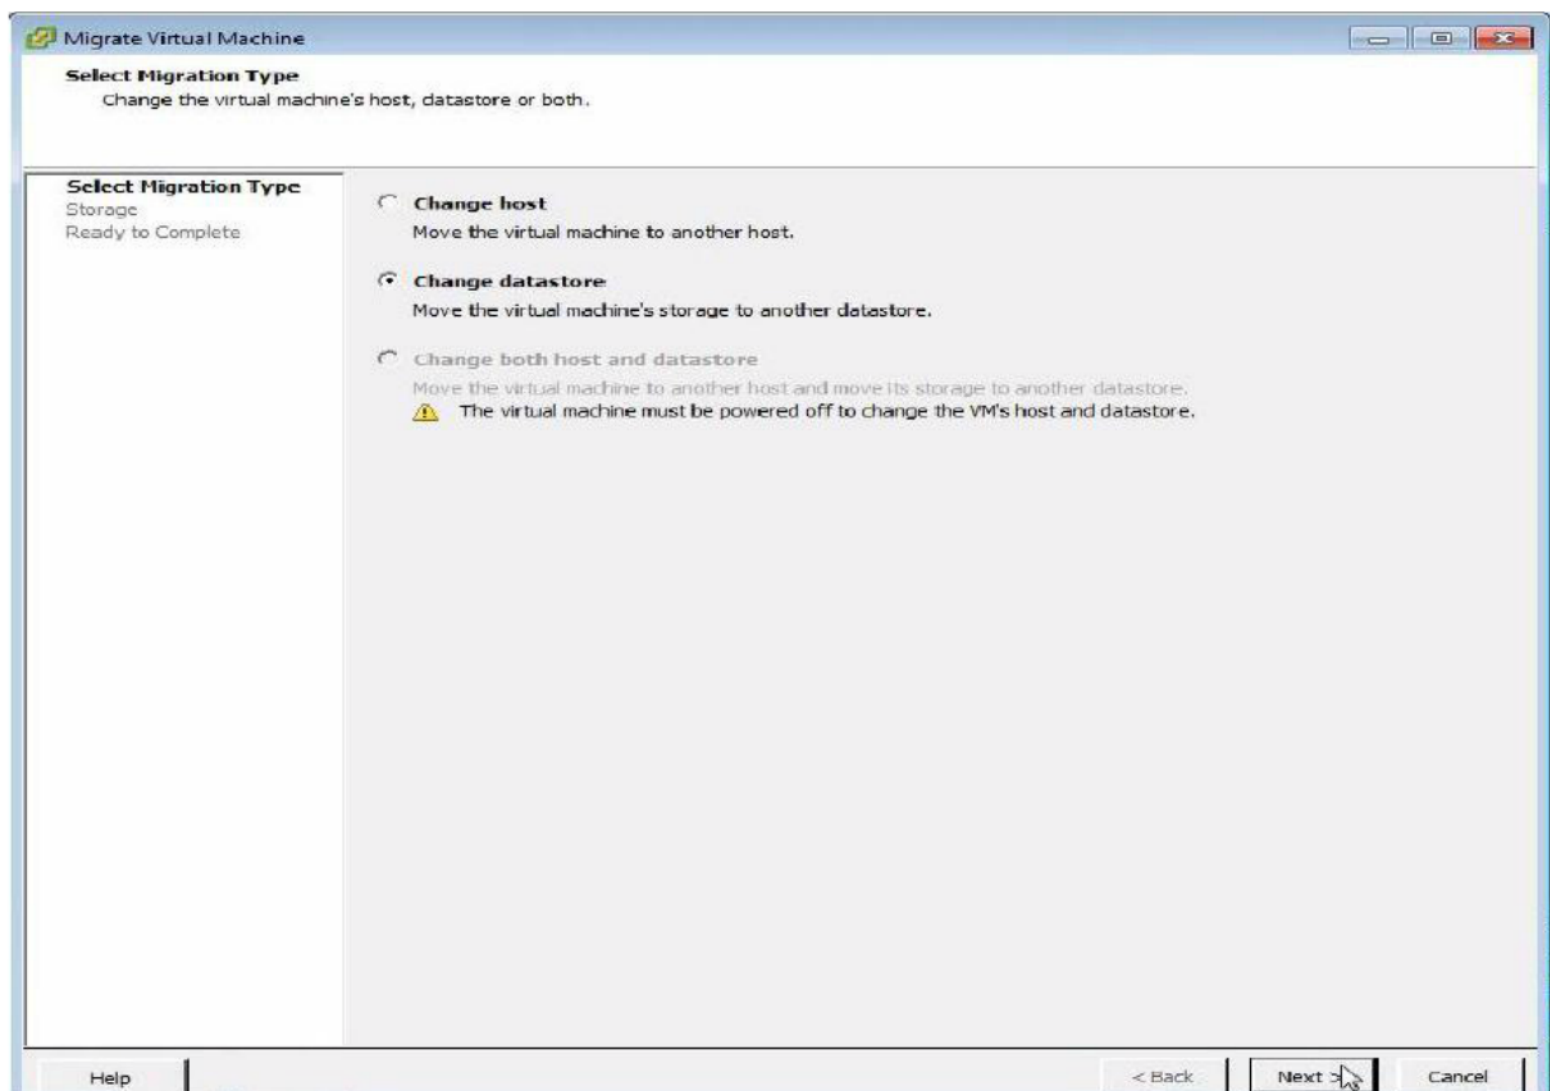 Migrate Virtual Machine
Select Migration Type
Change the virtual machine's host, datastore or both.
Select Migration Type
Storage
Ready to Complete
Change host
Move the virtual machine to another host.
Change datastore
Move the virtual machine's storage to another datastore.
Change both host and datastore
Move the virtual machine to another host and move its storage to another datastore.
The virtual machine must be powered off to change the VM's host and datastore.
Help
< Back
Next >
Cancel